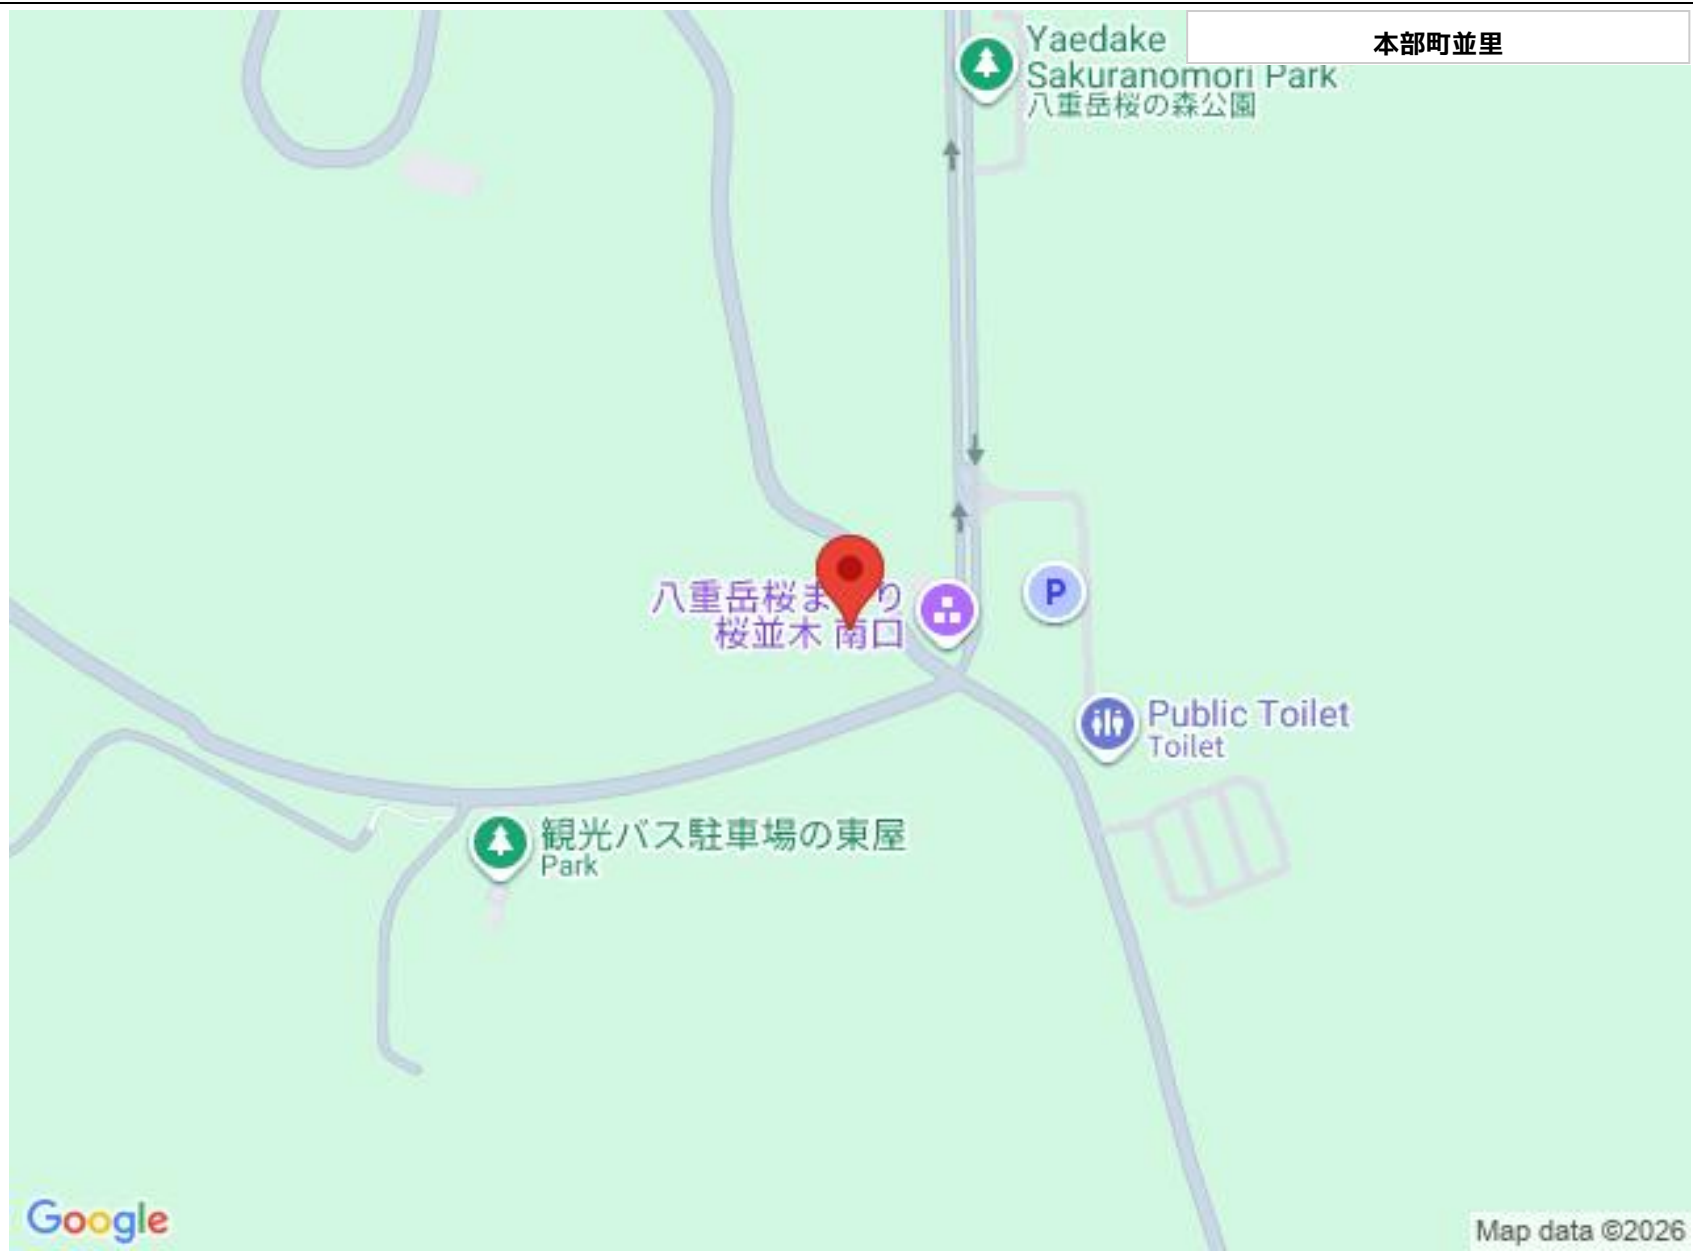 本部町並里
Yaedake
Sakuranomori Park
八重岳桜の森公園
八重岳桜ま
り
桜並木 南口
P
Public Toilet
Toilet
観光バス駐車場の東屋
Park
Google
Map data ©2026